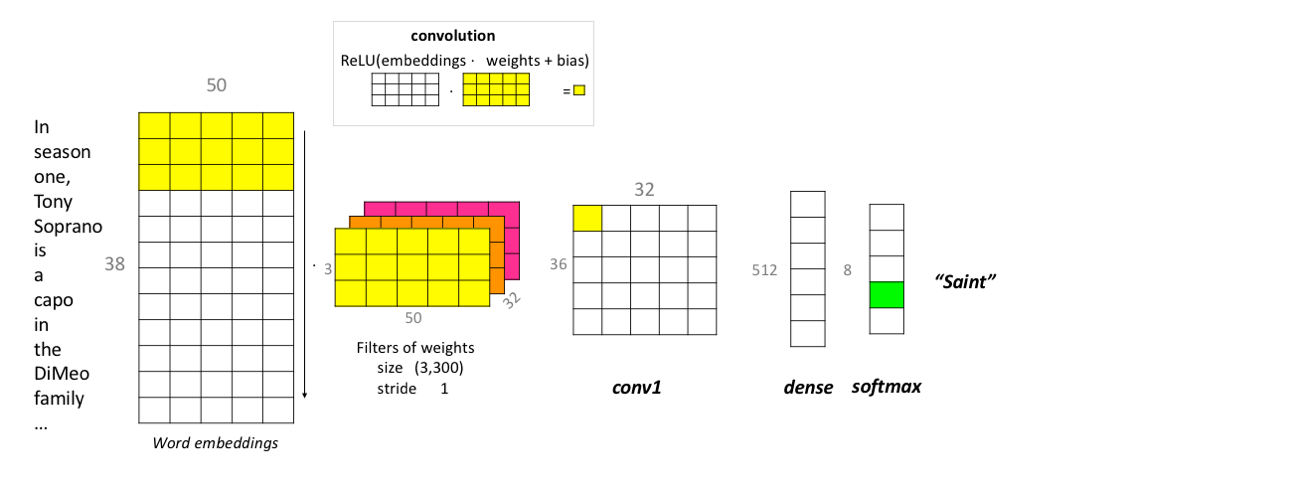 convolution
ReLU(embeddings · weights + bias)
· =
50
In
season
one,
Tony
Soprano
is
a
capo
in
the
DiMeo
family
...
38
Word embeddings
· 3
50
32
Filters of weights
size (3,300)
stride 1
32
36
conv1
512
dense
8
softmax
“Saint”